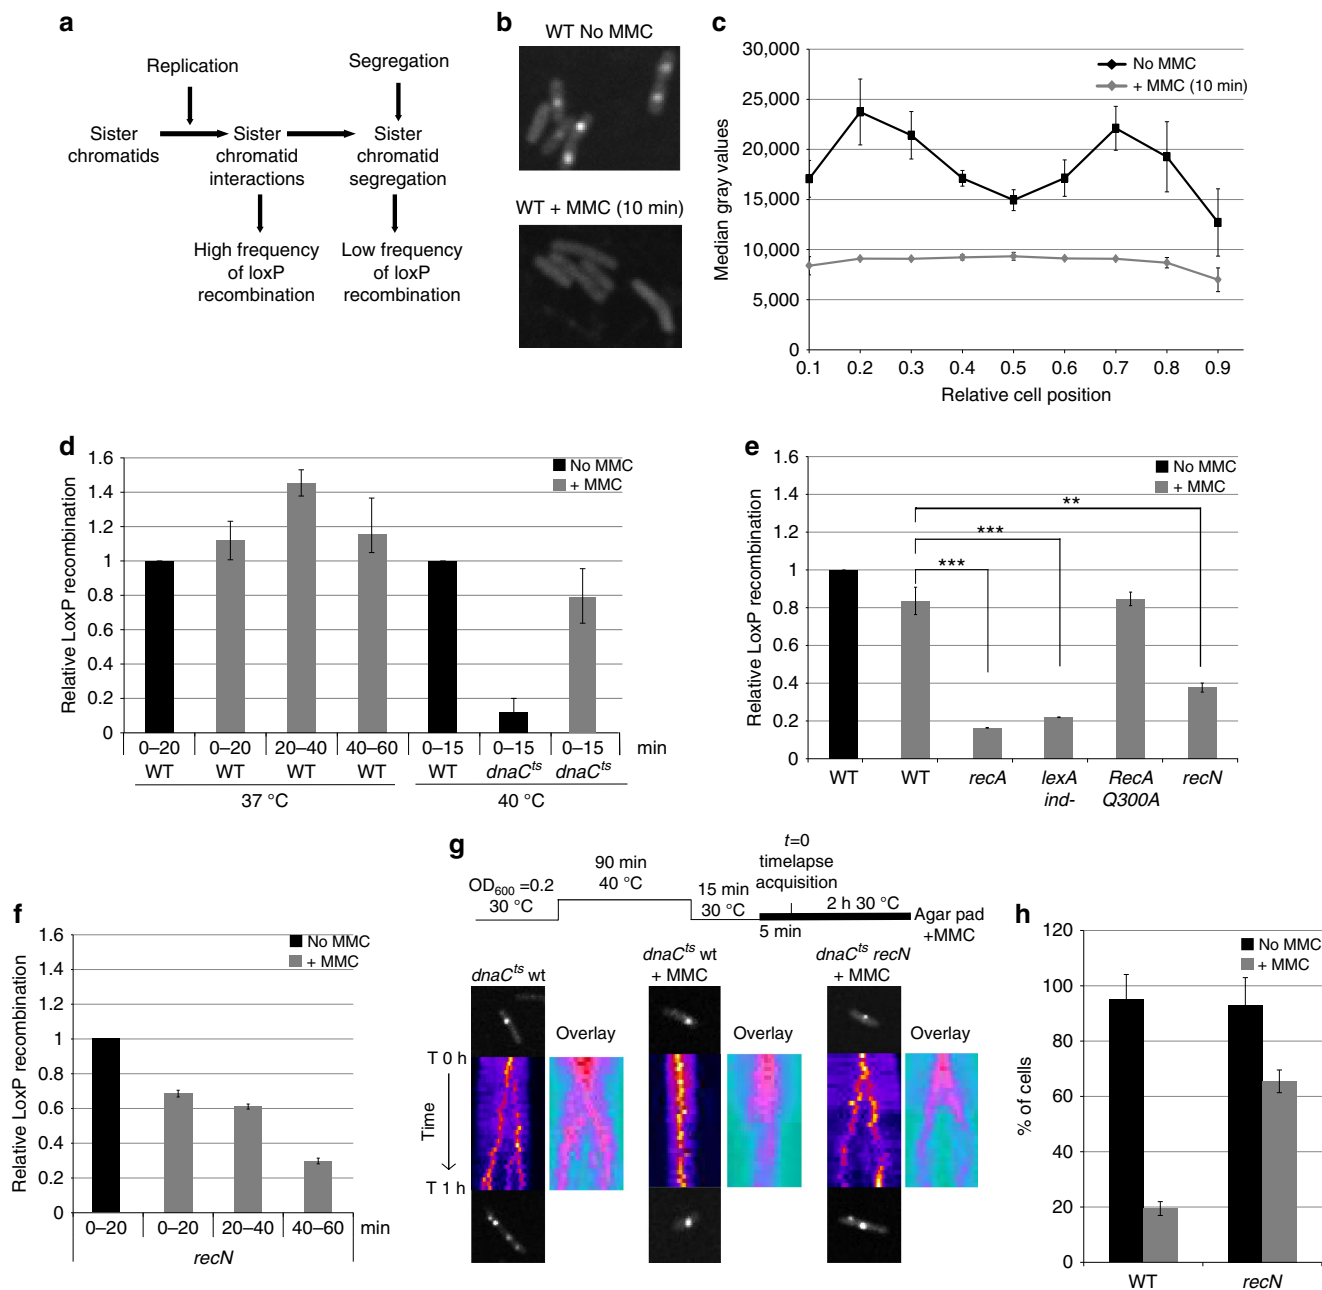 a
Replication
Segregation
Sister
chromatids
Sister
chromatid
interactions
Sister
chromatid
segregation
High frequency
of loxP
recombination
Low frequency
of loxP
recombination
b
WT No MMC
WT + MMC (10 min)
c
30,000
25,000
20,000
15,000
10,000
5,000
0
Median gray values
No MMC
+ MMC (10 min)
0.1 0.2 0.3 0.4 0.5 0.6 0.7 0.8 0.9
Relative cell position
d
1.6
1.4
1.2
1
0.8
0.6
0.4
0.2
0
Relative LoxP recombination
No MMC
+ MMC
0–20 0–20 20–40 40–60 0–15 0–15 0–15 min
WT WT WT WT WT dnaCts dnaCts
37 °C 40 °C
e
1.6
1.4
1.2
1
0.8
0.6
0.4
0.2
0
Relative LoxP recombination
No MMC
+ MMC
**
***
***
WT WT recA lexA ind- RecA Q300A recN
f
1.6
1.4
1.2
1
0.8
0.6
0.4
0.2
0
Relative LoxP recombination
No MMC
+ MMC
0–20 0–20 20–40 40–60 min
recN
g
OD600 =0.2
30 °C
90 min
40 °C
15 min
30 °C
t=0
timelapse
acquisition
5 min
2 h 30 °C
Agar pad
+MMC
dnaCts wt
dnaCts wt
+ MMC
dnaCts recN
+ MMC
Overlay
Overlay
Overlay
T 0 h
Time
T 1 h
h
120
100
80
60
40
20
0
% of cells
No MMC
+ MMC
WT recN